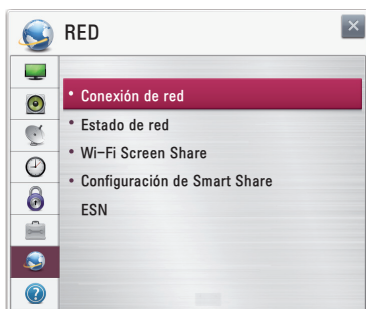 RED
• Conexión de red
• Estado de red
• Wi-Fi Screen Share
• Configuración de Smart Share
ESN
?